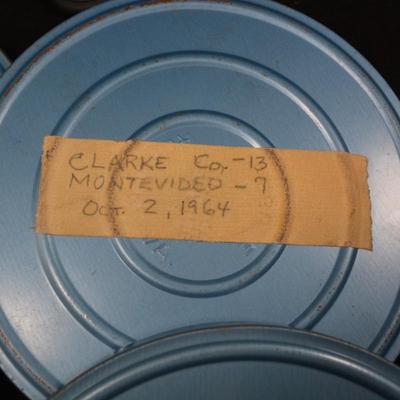 CLARKE Co. - 13
MONTEVIDEO - 7
OCT. 2, 1964